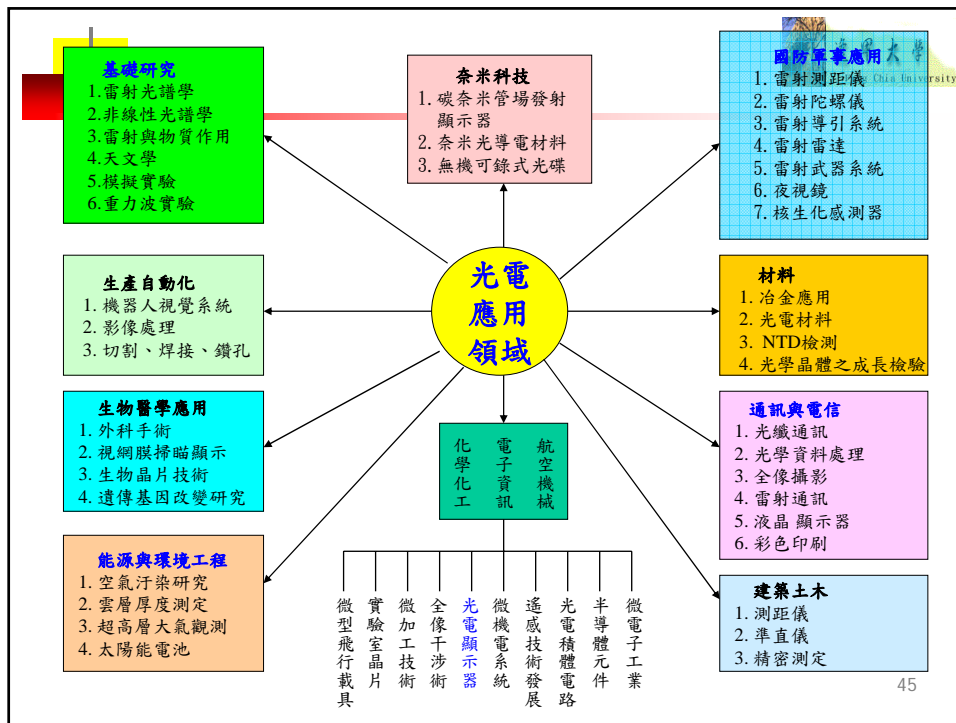 基礎研究
1.雷射光譜學
2.非線性光譜學
3.雷射與物質作用
4.天文學
5.模擬實驗
6.重力波實驗
奈米科技
1. 碳奈米管場發射
顯示器
2. 奈米光導電材料
3. 無機可錄式光碟
大學
Chia University
國防軍事應用
1. 雷射測距儀
2. 雷射陀螺儀
3. 雷射導引系統
4. 雷射雷達
5. 雷射武器系統
6. 夜視鏡
7. 核生化感測器
生產自動化
1. 機器人視覺系統
2. 影像處理
3. 切割、焊接、鑽孔
光電
應用
領域
材料
1. 冶金應用
2. 光電材料
3. NTD檢測
4. 光學晶體之成長檢驗
生物醫學應用
1. 外科手術
2. 視網膜掃瞄顯示
3. 生物晶片技術
4. 遺傳基因改變研究
化學化工
電子資訊
航空機械
通訊與電信
1. 光纖通訊
2. 光學資料處理
3. 全像攝影
4. 雷射通訊
5. 液晶 顯示器
6. 彩色印刷
能源與環境工程
1. 空氣汙染研究
2. 雲層厚度測定
3. 超高層大氣觀測
4. 太陽能電池
微型飛行載具
實驗室晶片
微加工技術
全像干涉術
光電顯示器
微機電系統
遙感技術發展
光電積體電路
半導體元件
微電子工業
建築土木
1. 測距儀
2. 準直儀
3. 精密測定
45